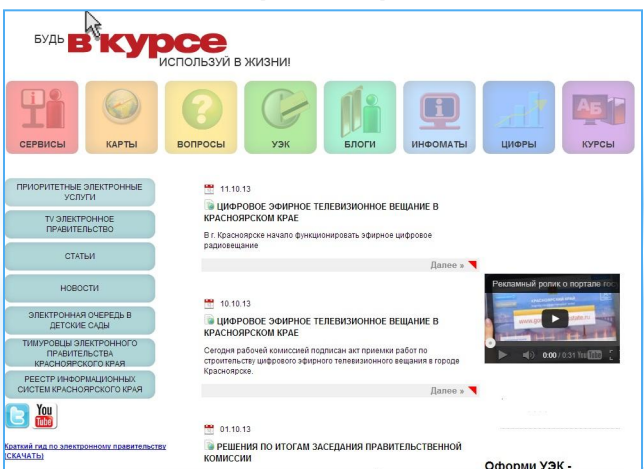 БУДЬ вкурсе
ИСПОЛЬЗУЙ В ЖИЗНИ!
СЕРВИСЫ КАРТЫ ВОПРОСЫ УЭК БЛОГИ ИНФОМАТЫ ЦИФРЫ КУРСЫ
ПРИОРИТЕТНЫЕ ЭЛЕКТРОННЫЕ
УСЛУГИ
TV ЭЛЕКТРОННОЕ
ПРАВИТЕЛЬСТВО
СТАТЬИ
НОВОСТИ
ЭЛЕКТРОННАЯ ОЧЕРЕДЬ В
ДЕТСКИЕ САДЫ
ТИМУРОВЦЫ ЭЛЕКТРОННОГО
ПРАВИТЕЛЬСТВА
КРАСНОЯРСКОГО КРАЯ
РЕЕСТР ИНФОРМАЦИОННЫХ
СИСТЕМ КРАСНОЯРСКОГО КРАЯ
You
Tube
Краткий гид по электронному правительству
(СКАЧАТЬ)
11.10.13
ЦИФРОВОЕ ЭФИРНОЕ ТЕЛЕВИЗИОННОЕ ВЕЩАНИЕ В
КРАСНОЯРСКОМ КРАЕ
В г. Красноярске начало функционировать эфирное цифровое
радиовещание
Далее »
10.10.13
ЦИФРОВОЕ ЭФИРНОЕ ТЕЛЕВИЗИОННОЕ ВЕЩАНИЕ В
КРАСНОЯРСКОМ КРАЕ
Сегодня рабочей комиссией подписан акт приемки работ по
строительству цифрового эфирного телевизионного вещания в городе
Красноярске.
Далее »
01.10.13
РЕШЕНИЯ ПО ИТОГАМ ЗАСЕДАНИЯ ПРАВИТЕЛЬСТВЕННОЙ
КОМИССИИ
Рекламный ролик о портале гос
0:00 / 0:31 YouTube
Оформи УЭК -